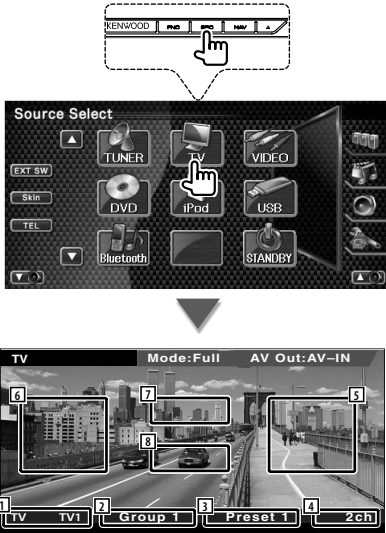 KENWOOD FNC SRC NAV ▲
Source Select
TUNER TV VIDEO
EXT SW
Skin
DVD iPod USB
TEL
Bluetooth STANDBY
TV Mode:Full AV Out:AV–IN
6 7 5
8
1 2 3 4
TV TV1 Group 1 Preset 1 2ch